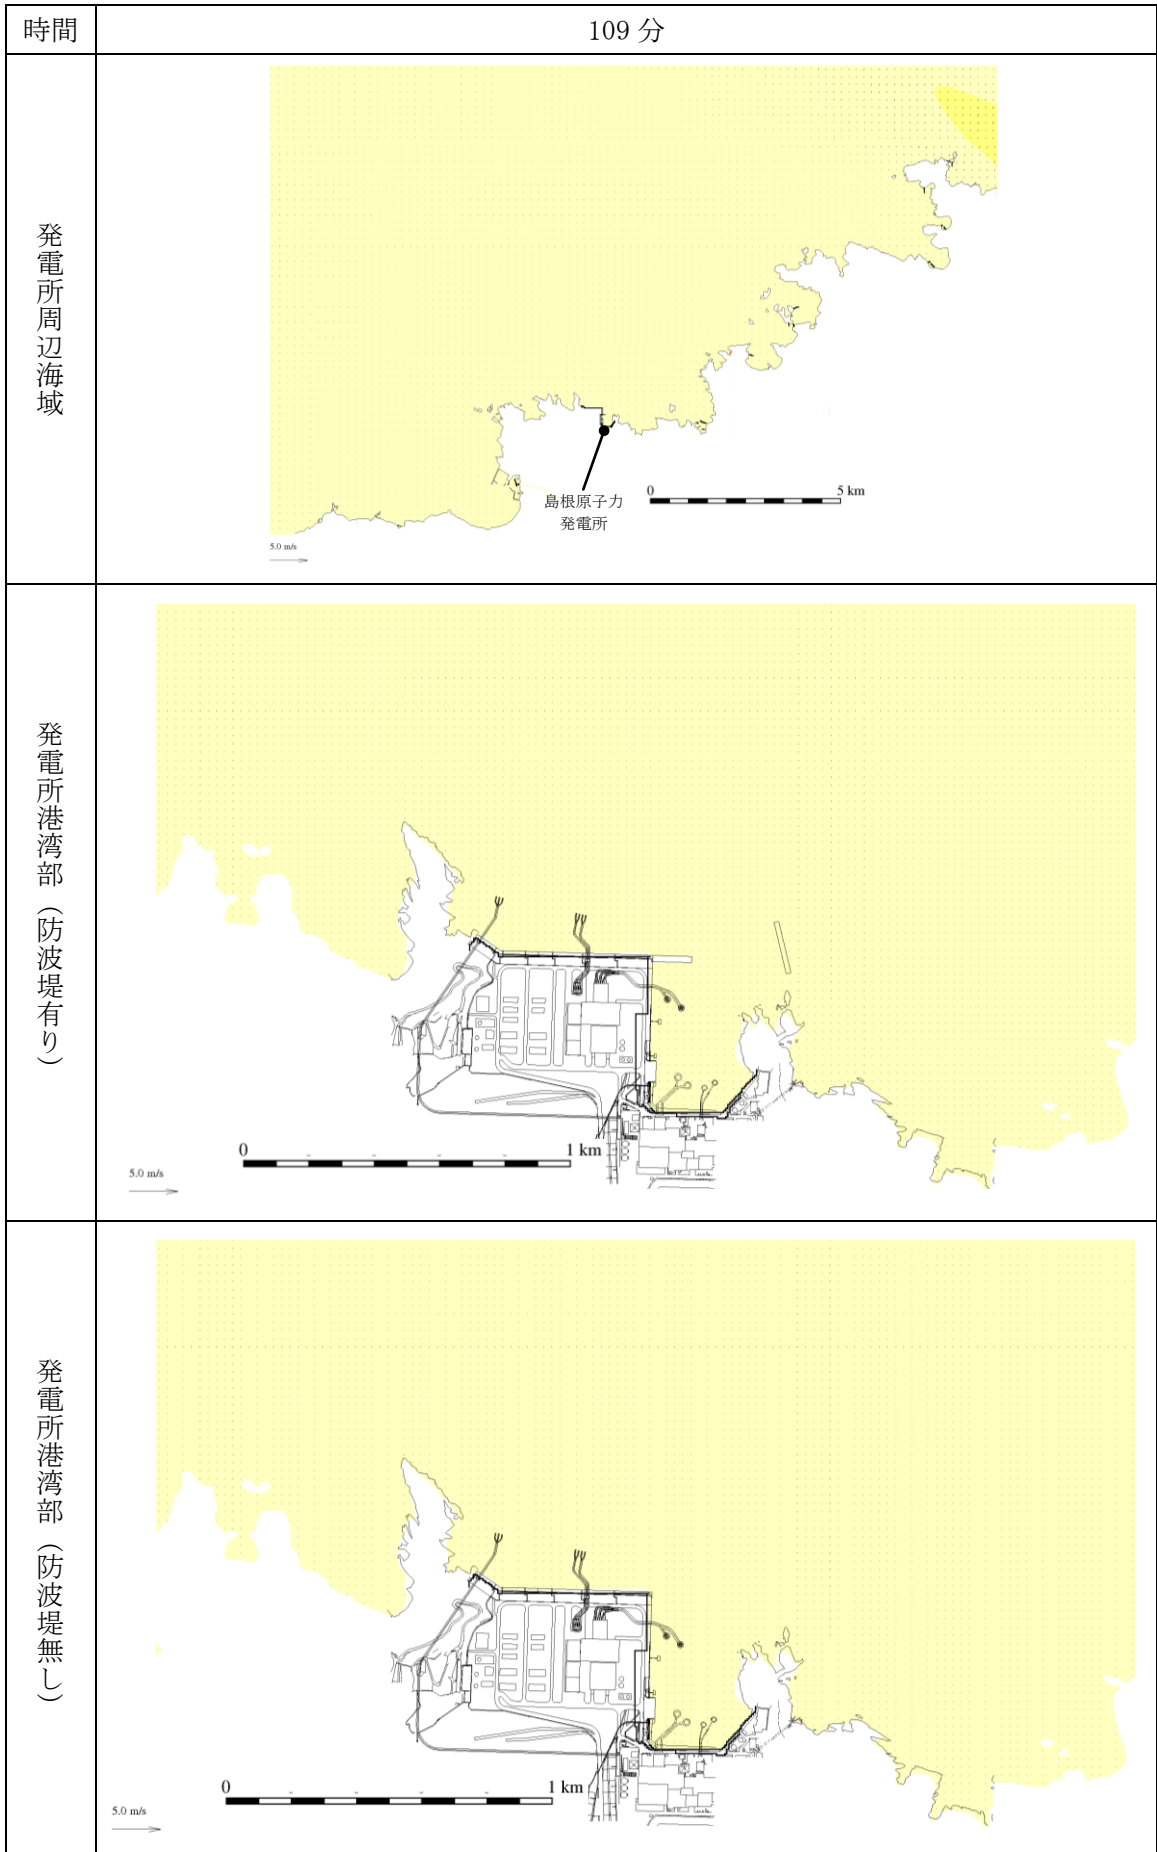 時間
109 分
発電所周辺海域
島根原子力
発電所
0
5 km
5.0 m/s
発電所港湾部（防波堤有り）
0
1 km
5.0 m/s
発電所港湾部（防波堤無し）
0
1 km
5.0 m/s